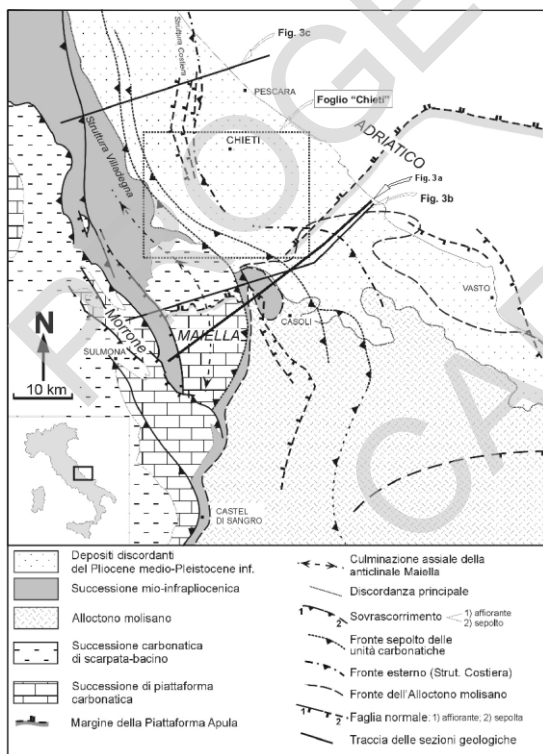 Fig. 3c
Struttura Costiera
PESCARA
Foglio "Chieti"
CHIETI
ADRIATICO
Struttura Villadegna
Fig. 3a
Fig. 3b
VASTO
CASOLI
Morrone
MAIELLA
SULMONA
N
10 km
CASTEL
DI SANGRO
Depositi discordanti
del Pliocene medio-Pleistocene inf.
Successione mio-infrapliocenica
Alloctono molisano
Successione carbonatica
di scarpata-bacino
Successione di piattaforma
carbonatica
Margine della Piattaforma Apula
Culminazione assiale della
anticlinale Maiella
Discordanza principale
1 2 Sovrascorrimento 1) affiorante
2) sepolto
Fronte sepolto delle
unità carbonatiche
Fronte esterno (Strut. Costiera)
Fronte dell'Alloctono molisano
1 2 Faglia normale: 1) affiorante; 2) sepolta
Traccia delle sezioni geologiche